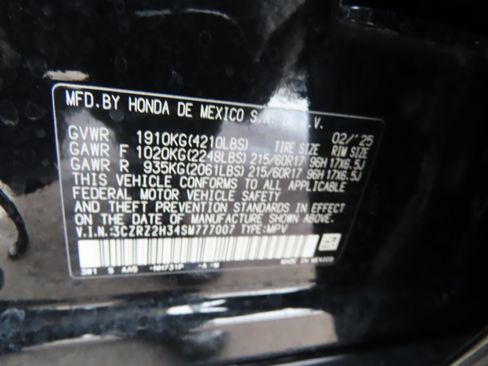 MFD.BY HONDA DE MEXICO S.A. DE C.V.
GVWR 1910KG(4210LBS) 02/'25
TIRE SIZE RIM SIZE
GAWR F 1020KG(2248LBS) 215/60R17 96H 17X6.5J
GAWR R 935KG(2061LBS) 215/60R17 96H 17X6.5J
THIS VEHICLE CONFORMS TO ALL APPLICABLE
FEDERAL MOTOR VEHICLE SAFETY
AND THEFT PREVENTION STANDARDS IN EFFECT
ON THE DATE OF MANUFACTURE SHOWN ABOVE.
V.I.N.:3CZRZ2H34SM777007 TYPE:MPV
MADE
IN MEXICO
NH731P